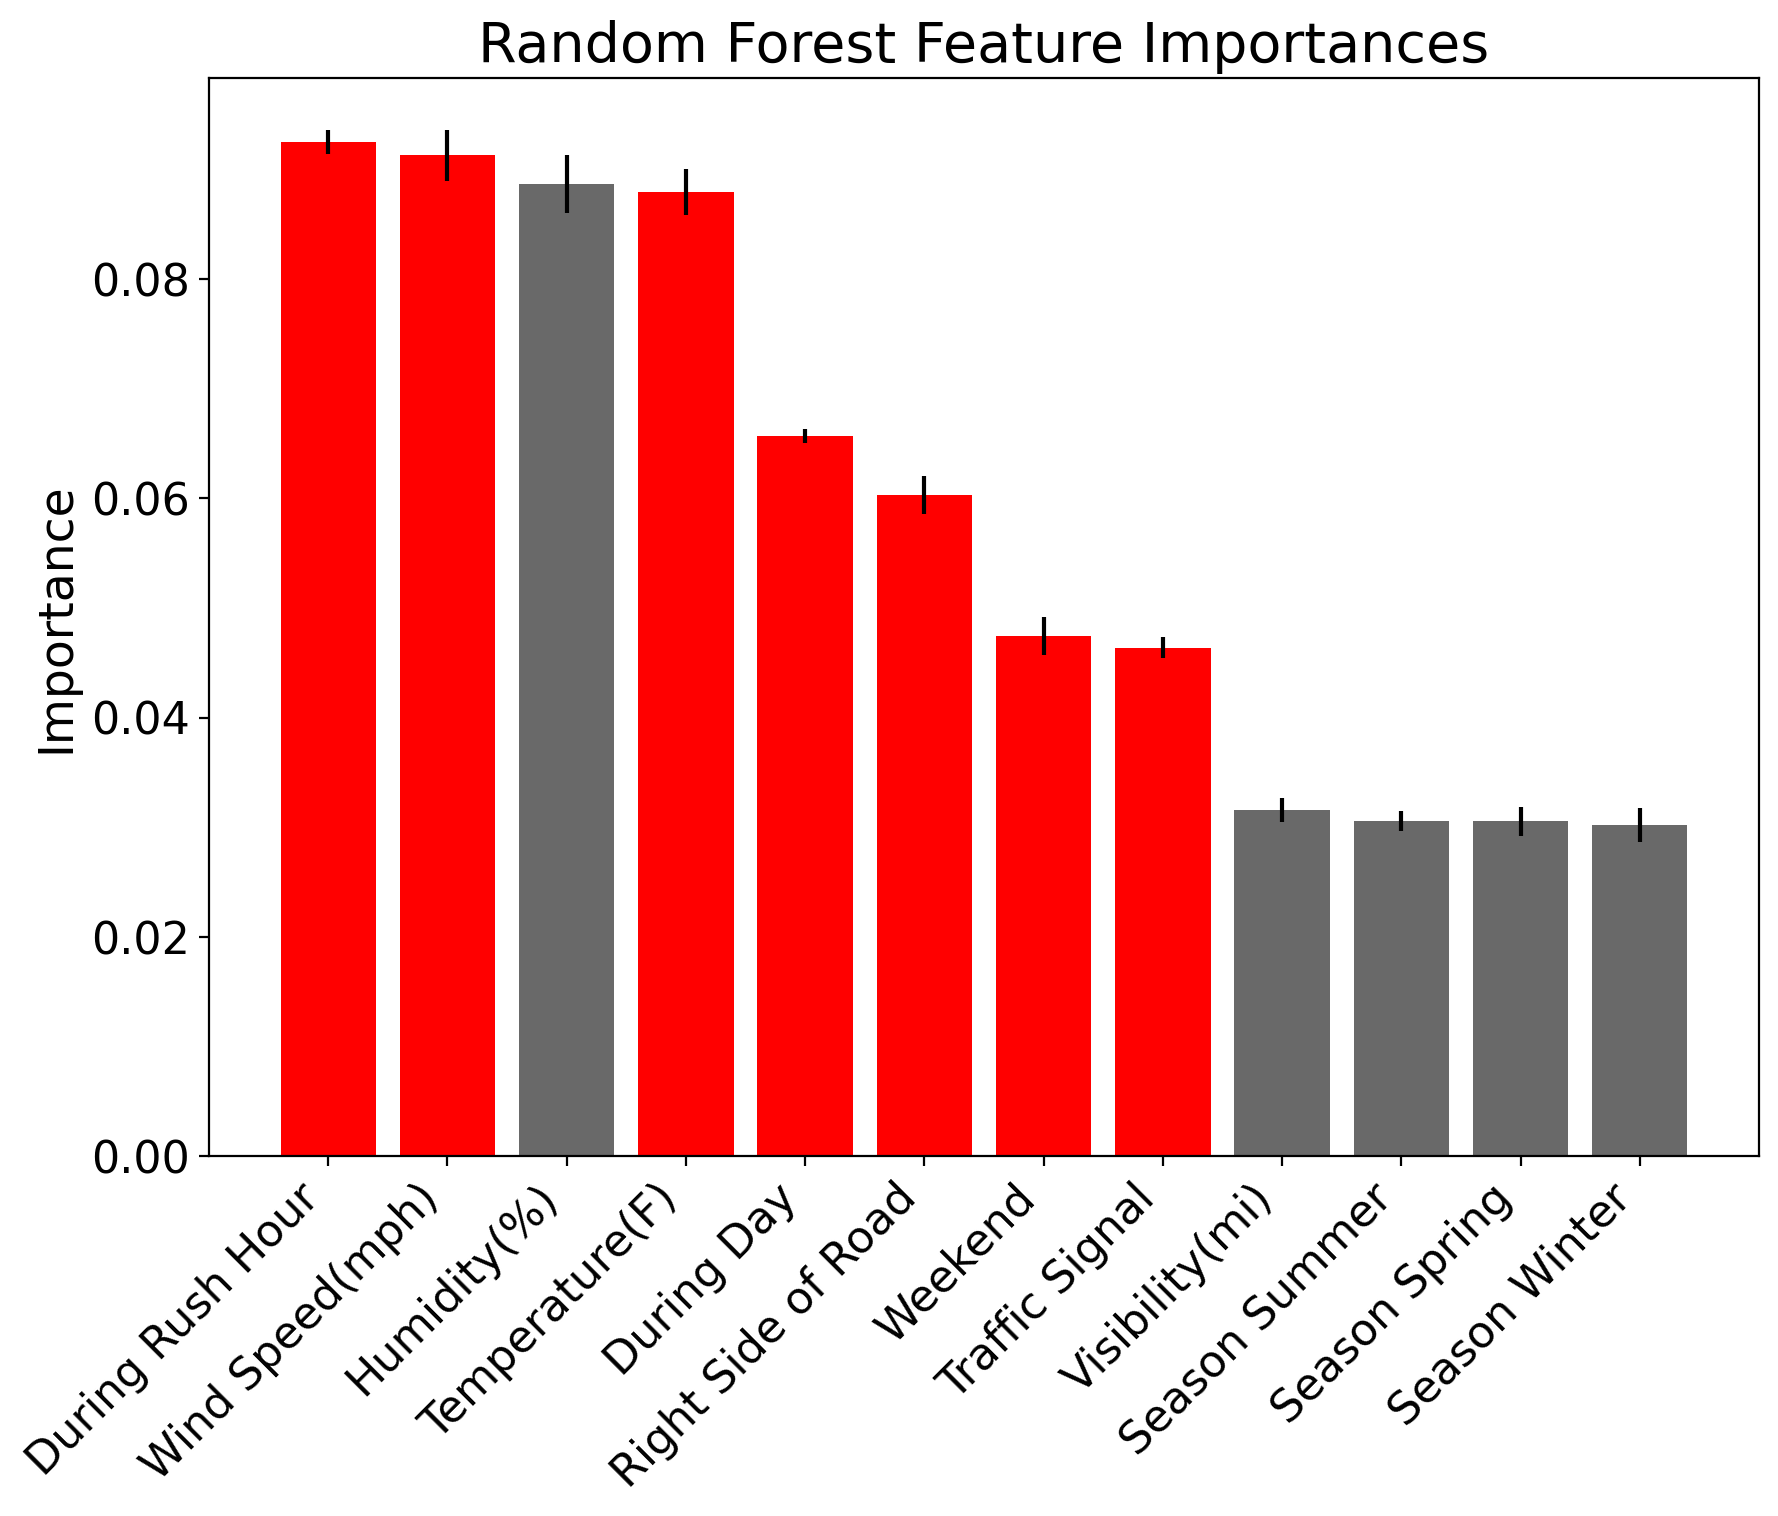 Random Forest Feature Importances
Importance
0.08
0.06
0.04
0.02
0.00
During Rush Hour
Wind Speed(mph)
Humidity(%)
Temperature(F)
During Day
Right Side of Road
Weekend
Traffic Signal
Visibility(mi)
Season Summer
Season Spring
Season Winter